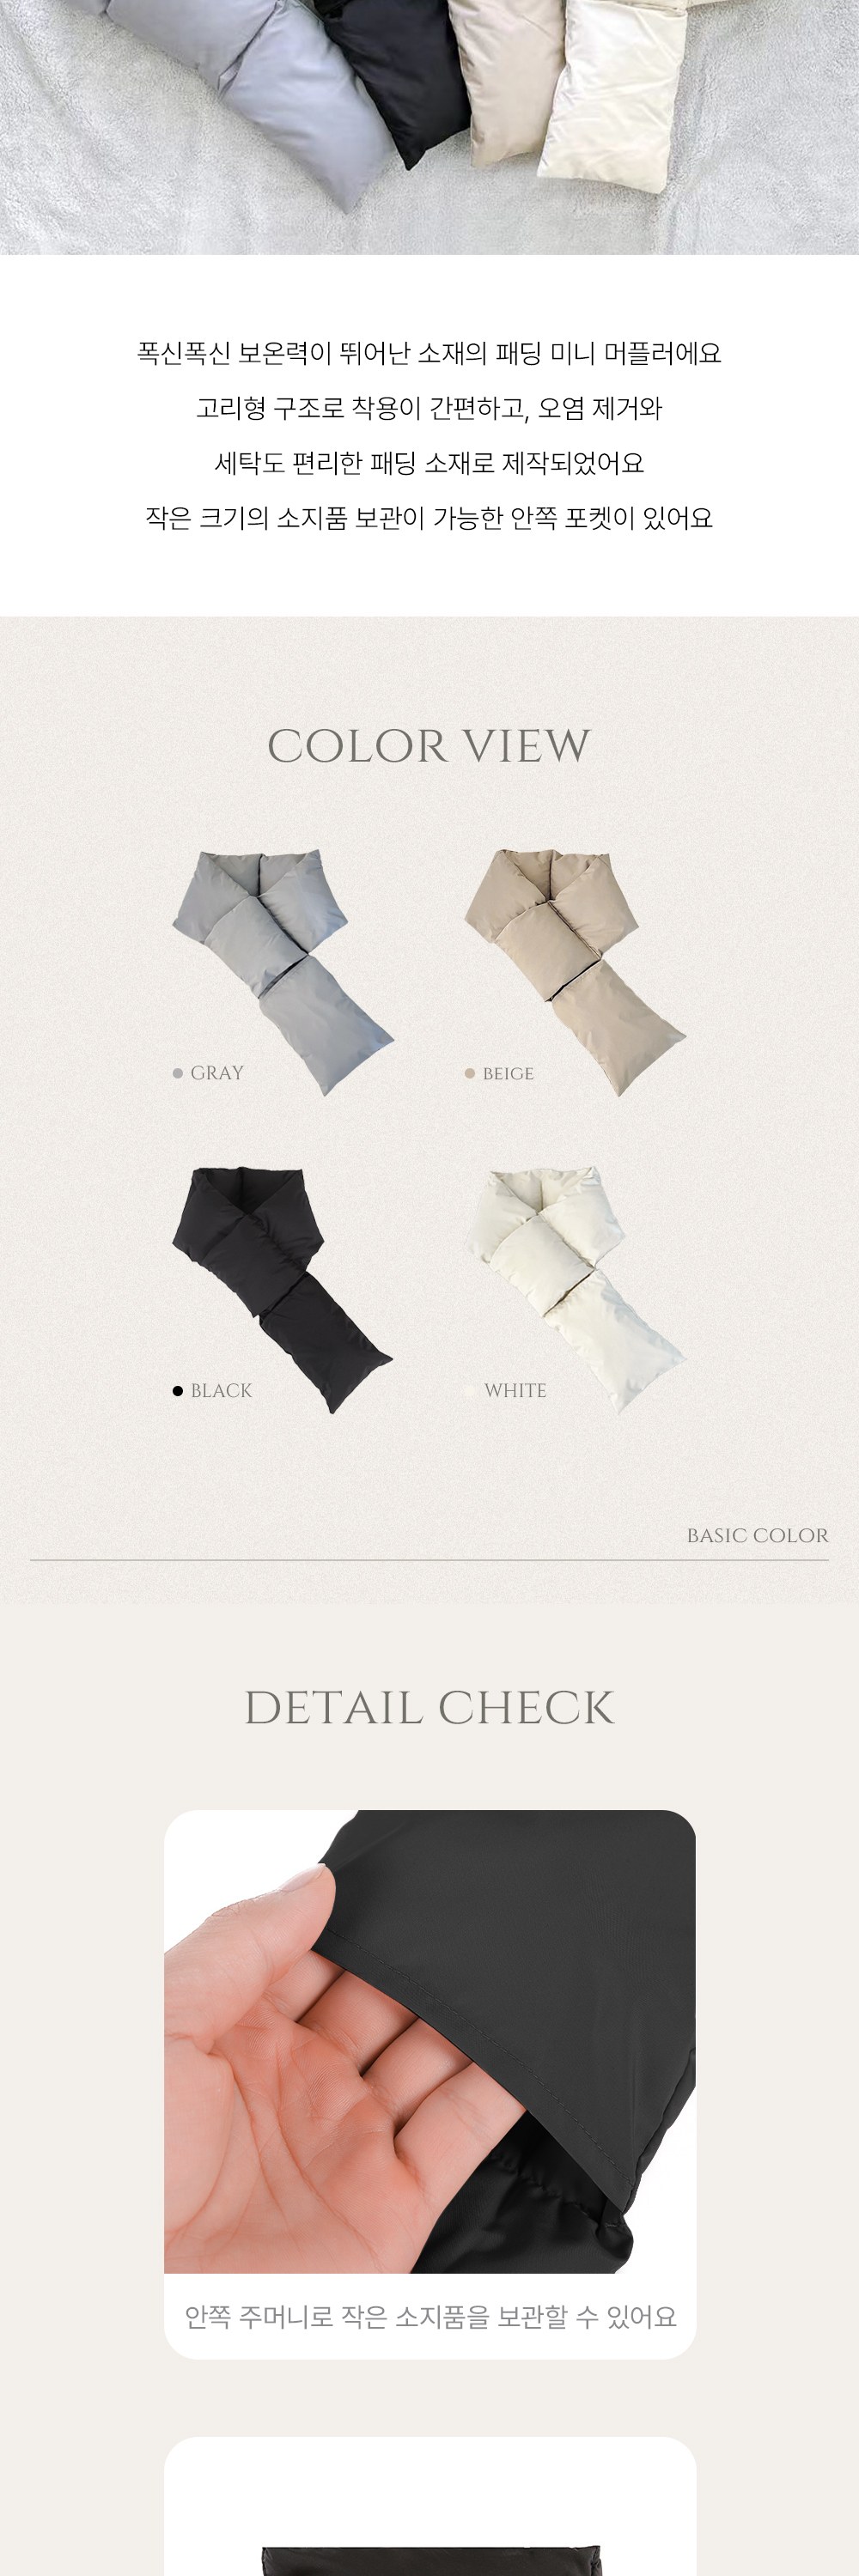 폭신폭신 보온력이 뛰어난 소재의 패딩 미니 머플러에요
고리형 구조로 착용이 간편하고, 오염 제거와
세탁도 편리한 패딩 소재로 제작되었어요
작은 크기의 소지품 보관이 가능한 안쪽 포켓이 있어요
COLOR VIEW
GRAY
BEIGE
BLACK
WHITE
BASIC COLOR
DETAIL CHECK
안쪽 주머니로 작은 소지품을 보관할 수 있어요